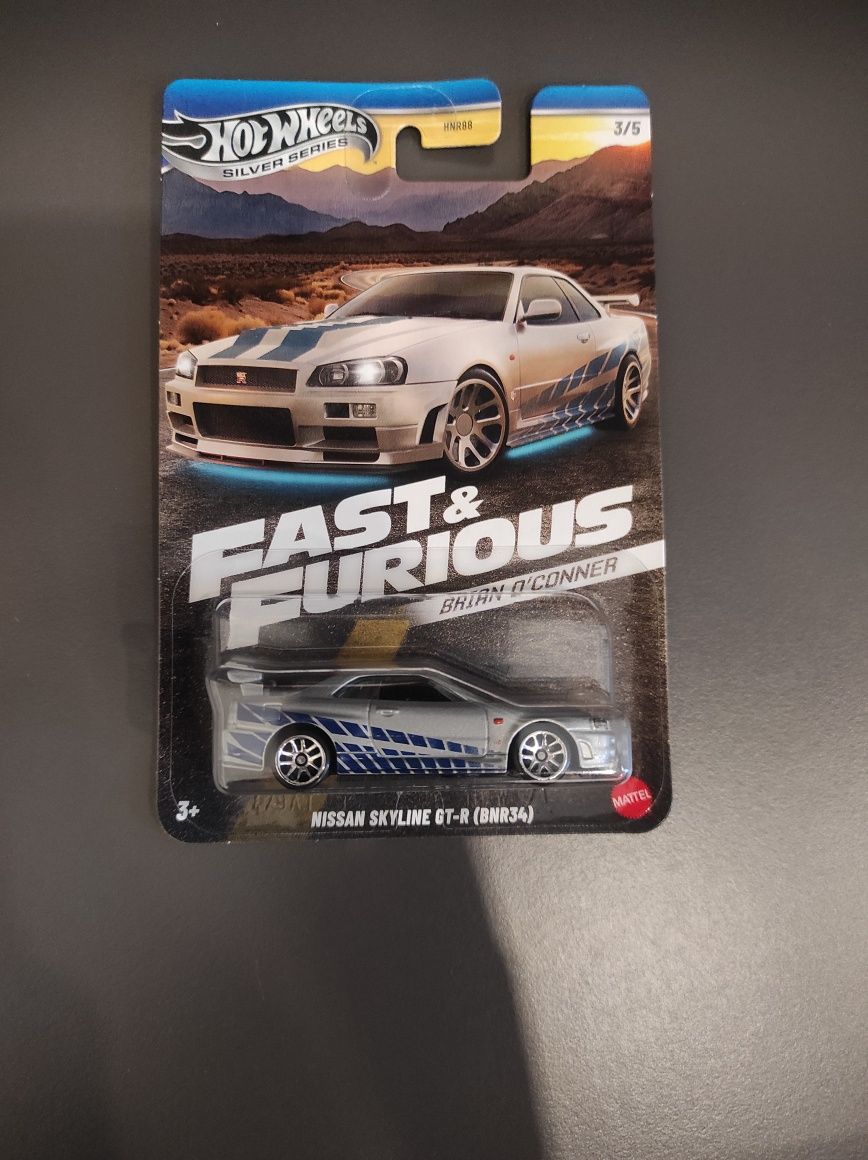 HOT WHEELS
SILVER SERIES
HNR88
3/5
FAST &
FURIOUS
BRIAN O'CONNER
3+
NISSAN SKYLINE GT-R (BNR34)
MATTEL